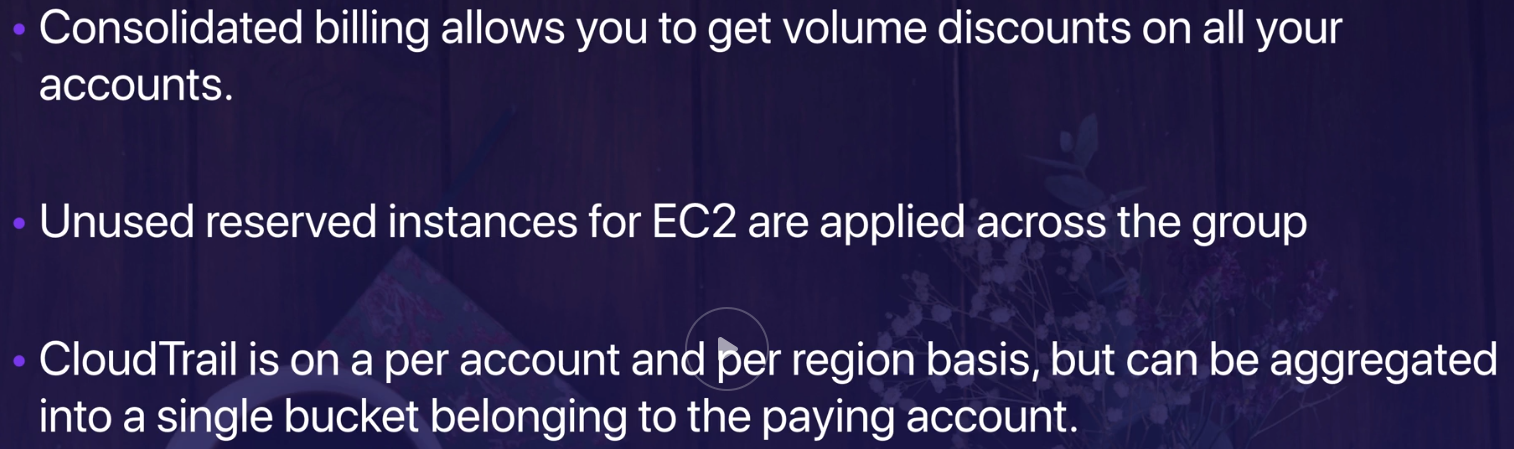 • Consolidated billing allows you to get volume discounts on all your
accounts.
• Unused reserved instances for EC2 are applied across the group
• CloudTrail is on a per account and per region basis, but can be aggregated
into a single bucket belonging to the paying account.